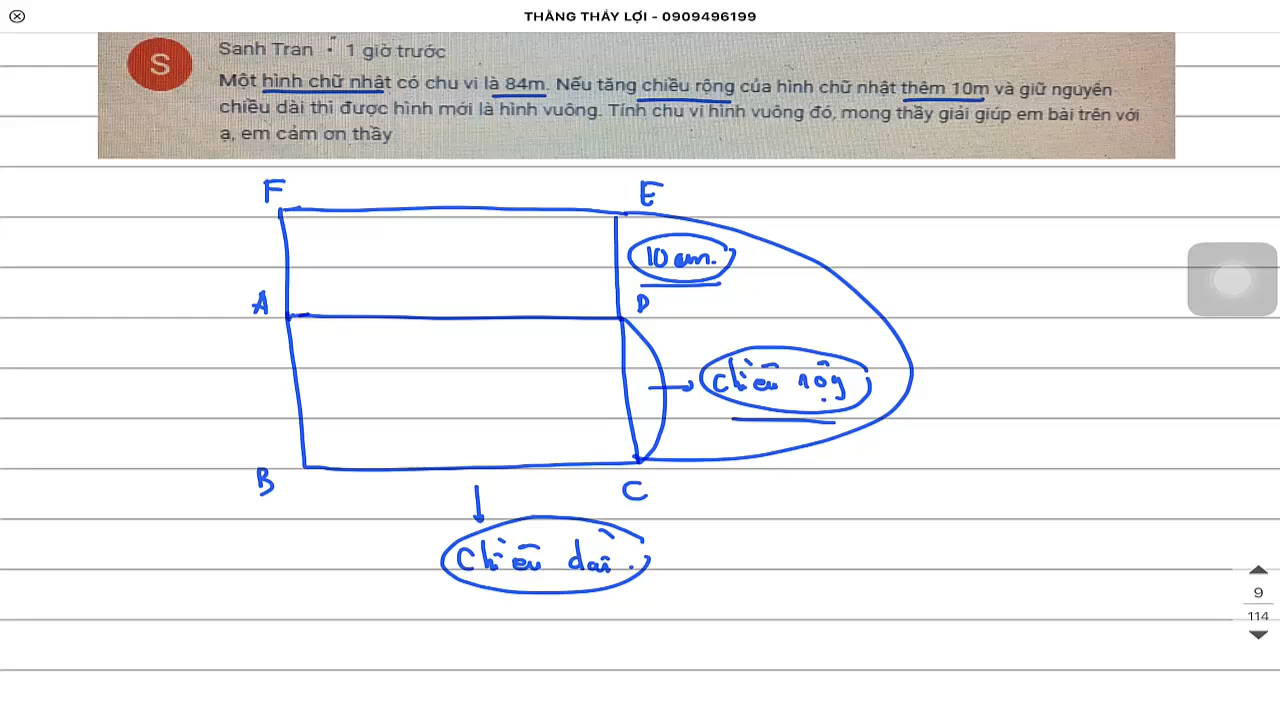 THẦNG THẦY LỢI - 0909496199
S
Sanh Tran · 1 giờ trước
Một hình chữ nhật có chu vi là 84m. Nếu tăng chiều rộng của hình chữ nhật thêm 10m và giữ nguyên
chiều dài thì được hình mới là hình vuông. Tính chu vi hình vuông đó, mong thầy giải giúp em bài trên với
ạ, em cảm ơn thầy
F E
10 cm.
A D
chiều rộng
B C
chiều dài.
9
114